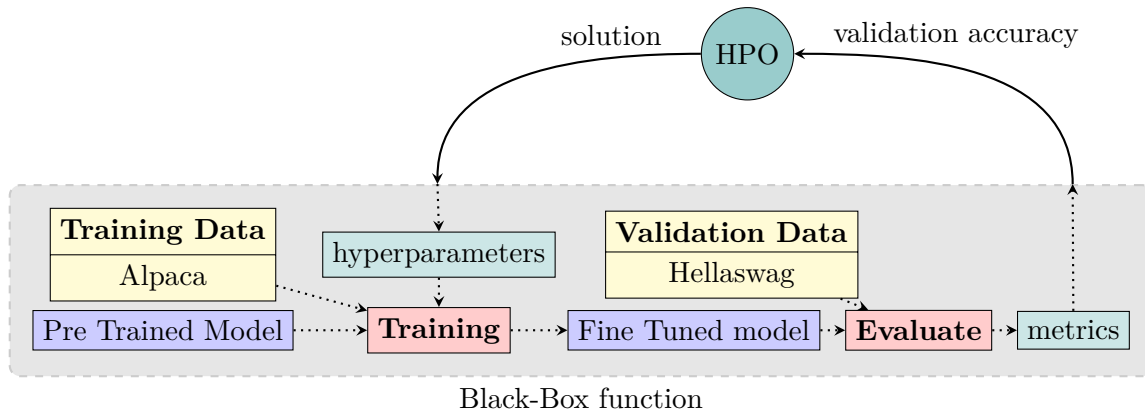 solution
HPO
validation accuracy
Training Data
Alpaca
hyperparameters
Validation Data
Hellaswag
Pre Trained Model
Training
Fine Tuned model
Evaluate
metrics
Black-Box function